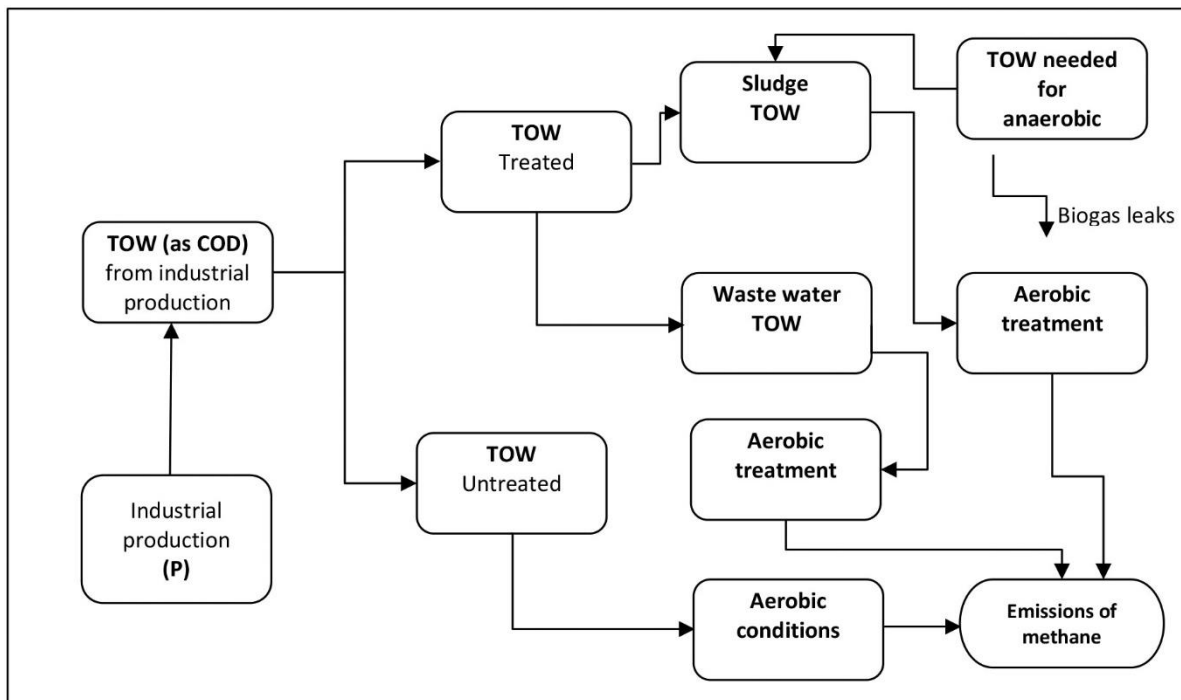 TOW needed
for
anaerobic
Sludge
TOW
TOW
Treated
Biogas leaks
TOW (as COD)
from industrial
production
Waste water
TOW
Aerobic
treatment
TOW
Untreated
Aerobic
treatment
Industrial
production
(P)
Aerobic
conditions
Emissions of
methane